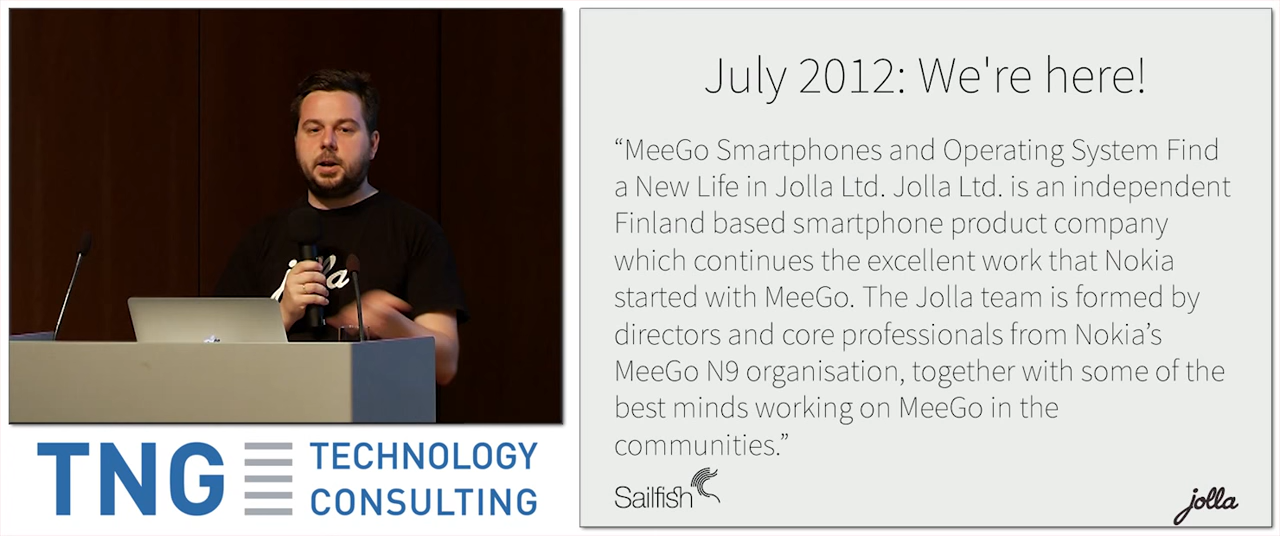 jolla
TNG
TECHNOLOGY
CONSULTING
July 2012: We're here!
“MeeGo Smartphones and Operating System Find
a New Life in Jolla Ltd. Jolla Ltd. is an independent
Finland based smartphone product company
which continues the excellent work that Nokia
started with MeeGo. The Jolla team is formed by
directors and core professionals from Nokia’s
MeeGo N9 organisation, together with some of the
best minds working on MeeGo in the
communities.”
Sailfish
jolla